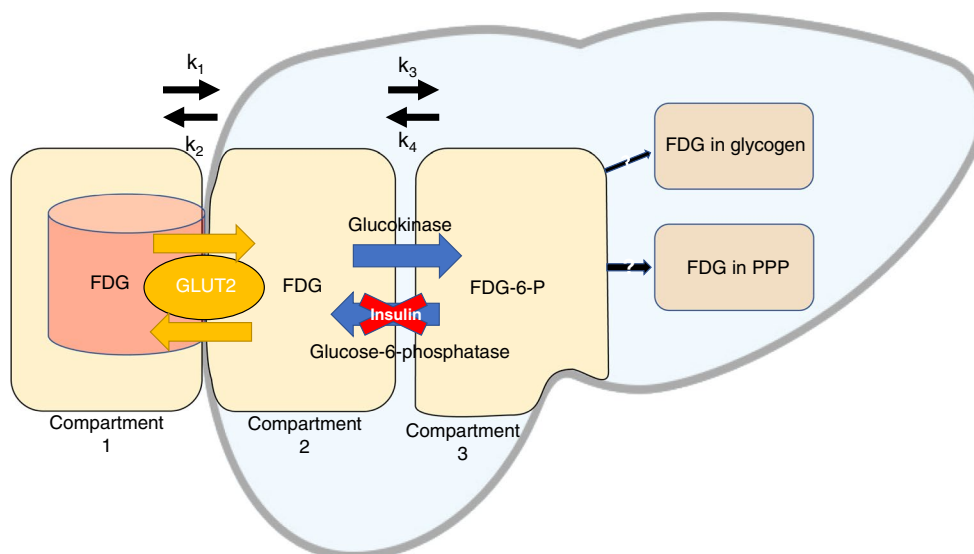 k1
k2
k3
k4
FDG
GLUT2
FDG
Glucokinase
Insulin
Glucose-6-phosphatase
FDG-6-P
FDG in glycogen
?
FDG in PPP
?
Compartment
1
Compartment
2
Compartment
3